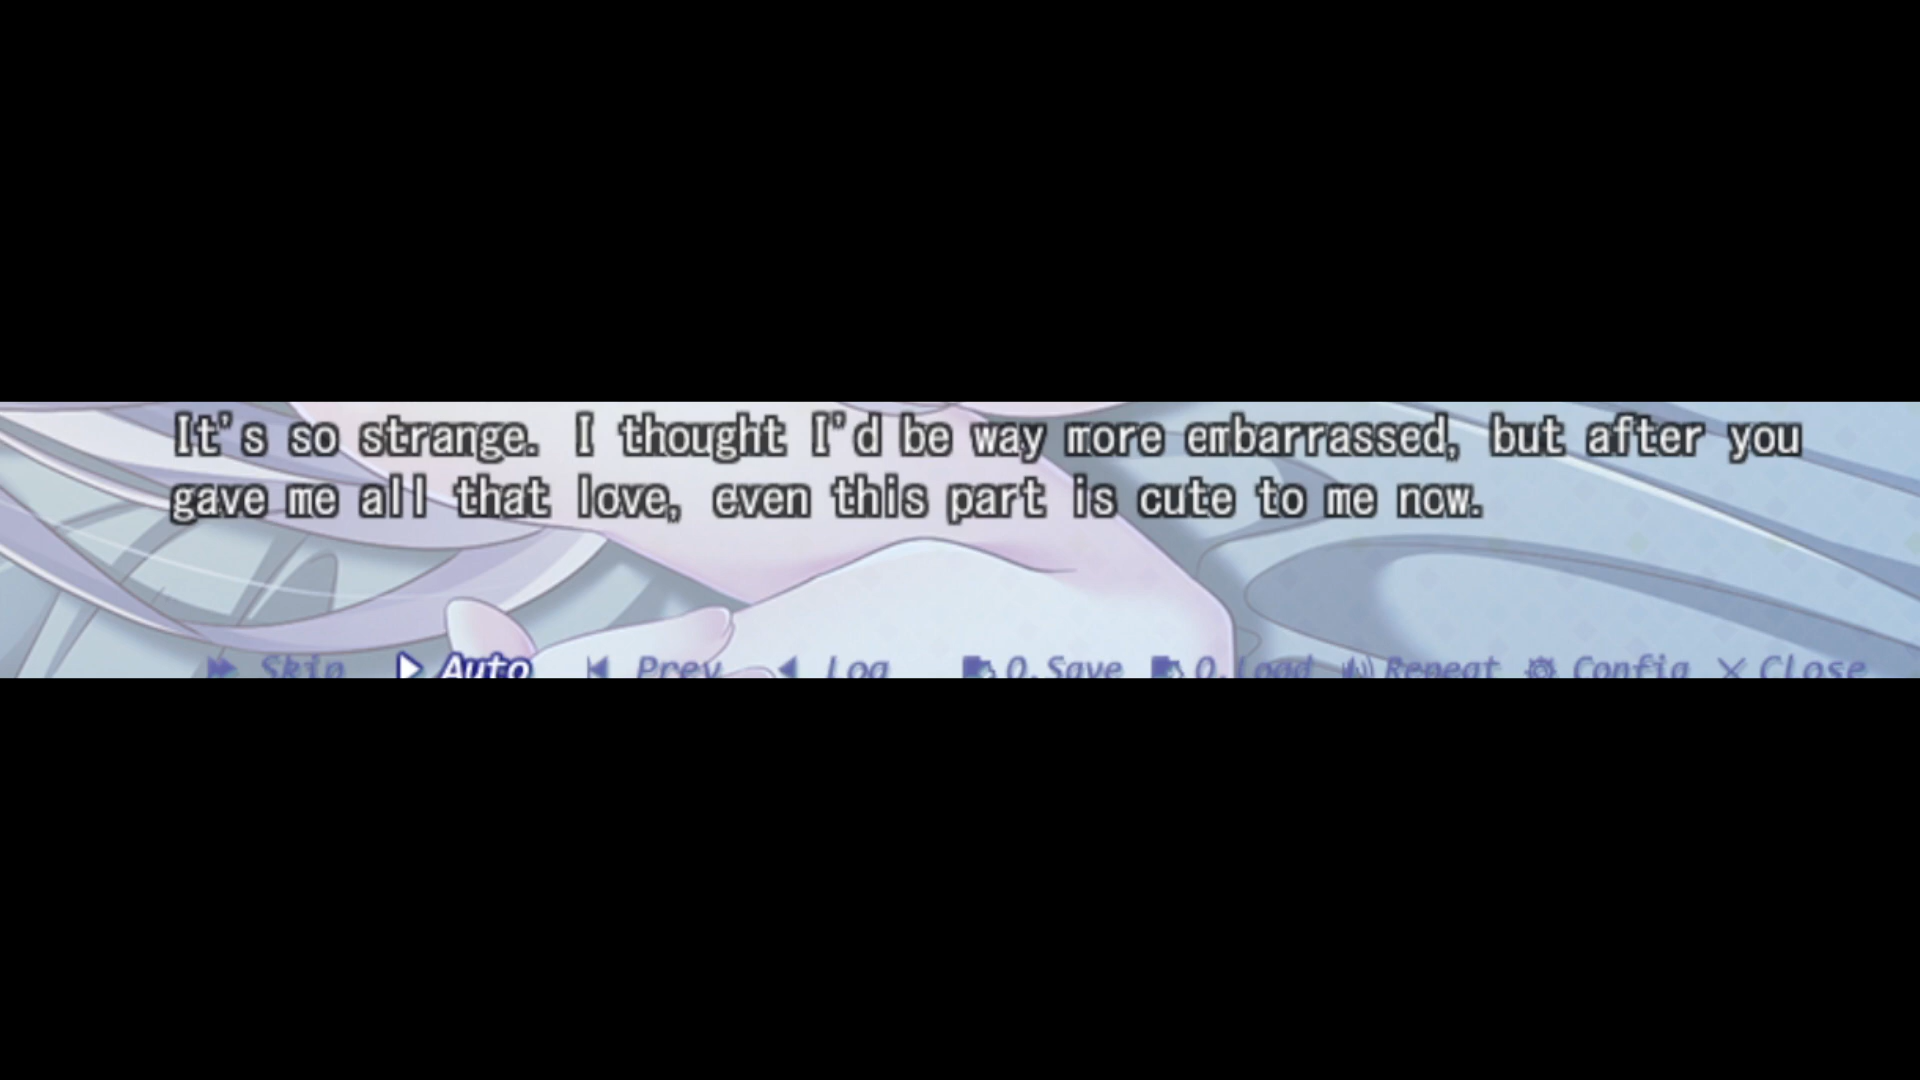 It's so strange. I thought I'd be way more embarrassed, but after you
gave me all that love, even this part is cute to me now.
Skip Auto Prev Log Q.Save Q.Load Repeat Config Close